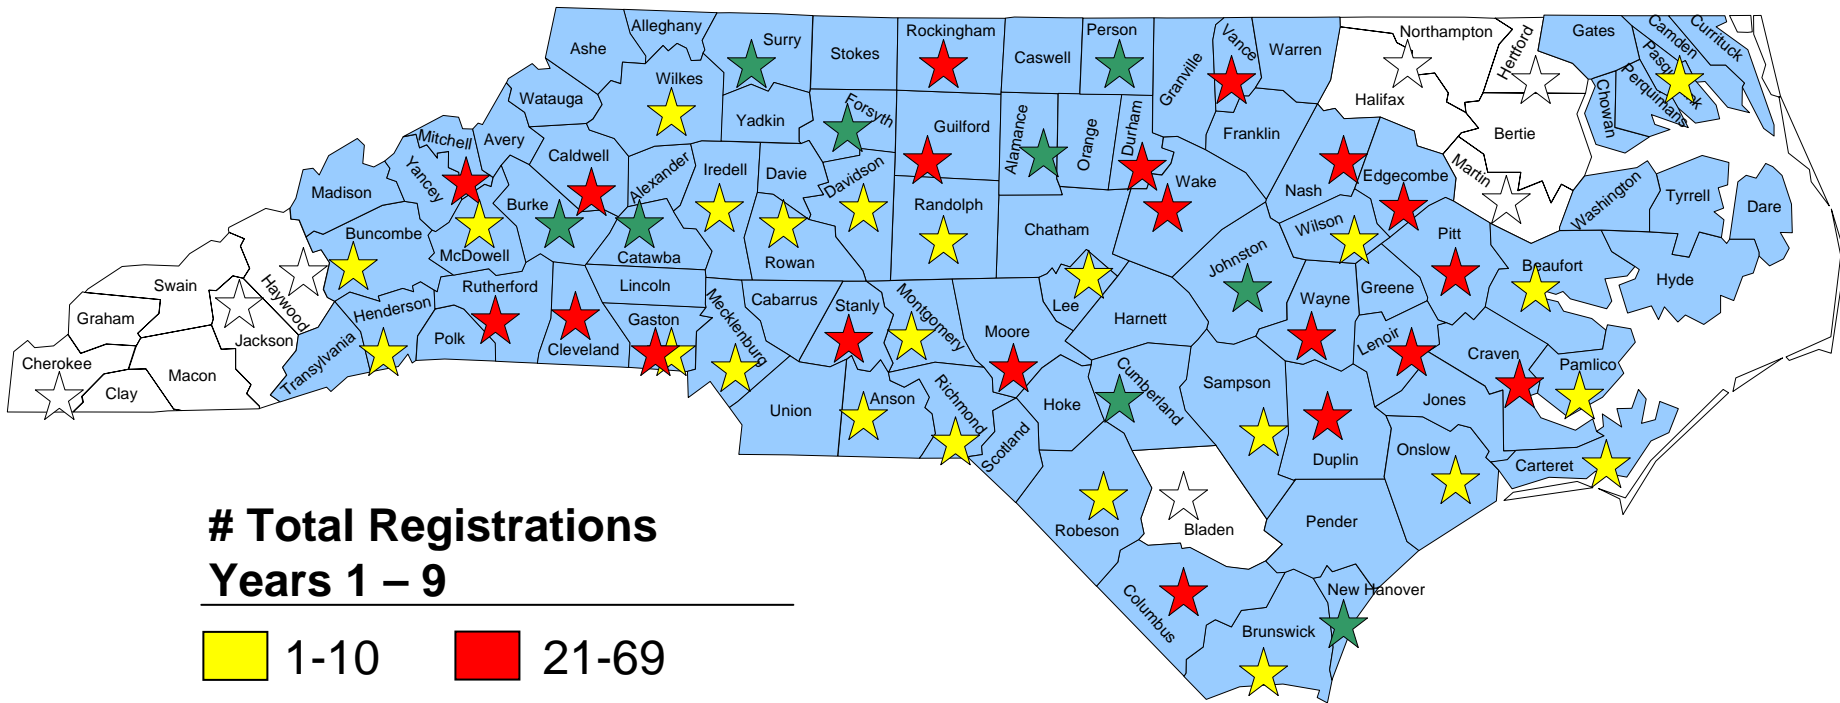 Alleghany
Ashe
Surry
Stokes
Rockingham
Caswell
Person
Granville
Vance
Warren
Northampton
Hertford
Gates
Camden
Currituck
Wilkes
Watauga
Yadkin
Forsyth
Guilford
Alamance
Orange
Durham
Franklin
Halifax
Bertie
Chowan
Perquimans
Mitchell
Avery
Caldwell
Alexander
Iredell
Davie
Davidson
Wake
Nash
Edgecombe
Martin
Washington
Tyrrell
Dare
Madison
Yancey
Burke
Randolph
Chatham
Wilson
Pitt
Buncombe
McDowell
Catawba
Rowan
Johnston
Beaufort
Hyde
Swain
Haywood
Rutherford
Lincoln
Lee
Wayne
Greene
Graham
Henderson
Mecklenburg
Cabarrus
Stanly
Montgomery
Moore
Harnett
Jackson
Transylvania
Polk
Cleveland
Gaston
Lenoir
Craven
Pamlico
Cherokee
Clay
Macon
Union
Anson
Richmond
Hoke
Cumberland
Sampson
Jones
Scotland
Duplin
Onslow
Carteret
Robeson
Bladen
Pender
Columbus
Brunswick
New Hanover
# Total Registrations
Years 1 – 9
1-10
21-69